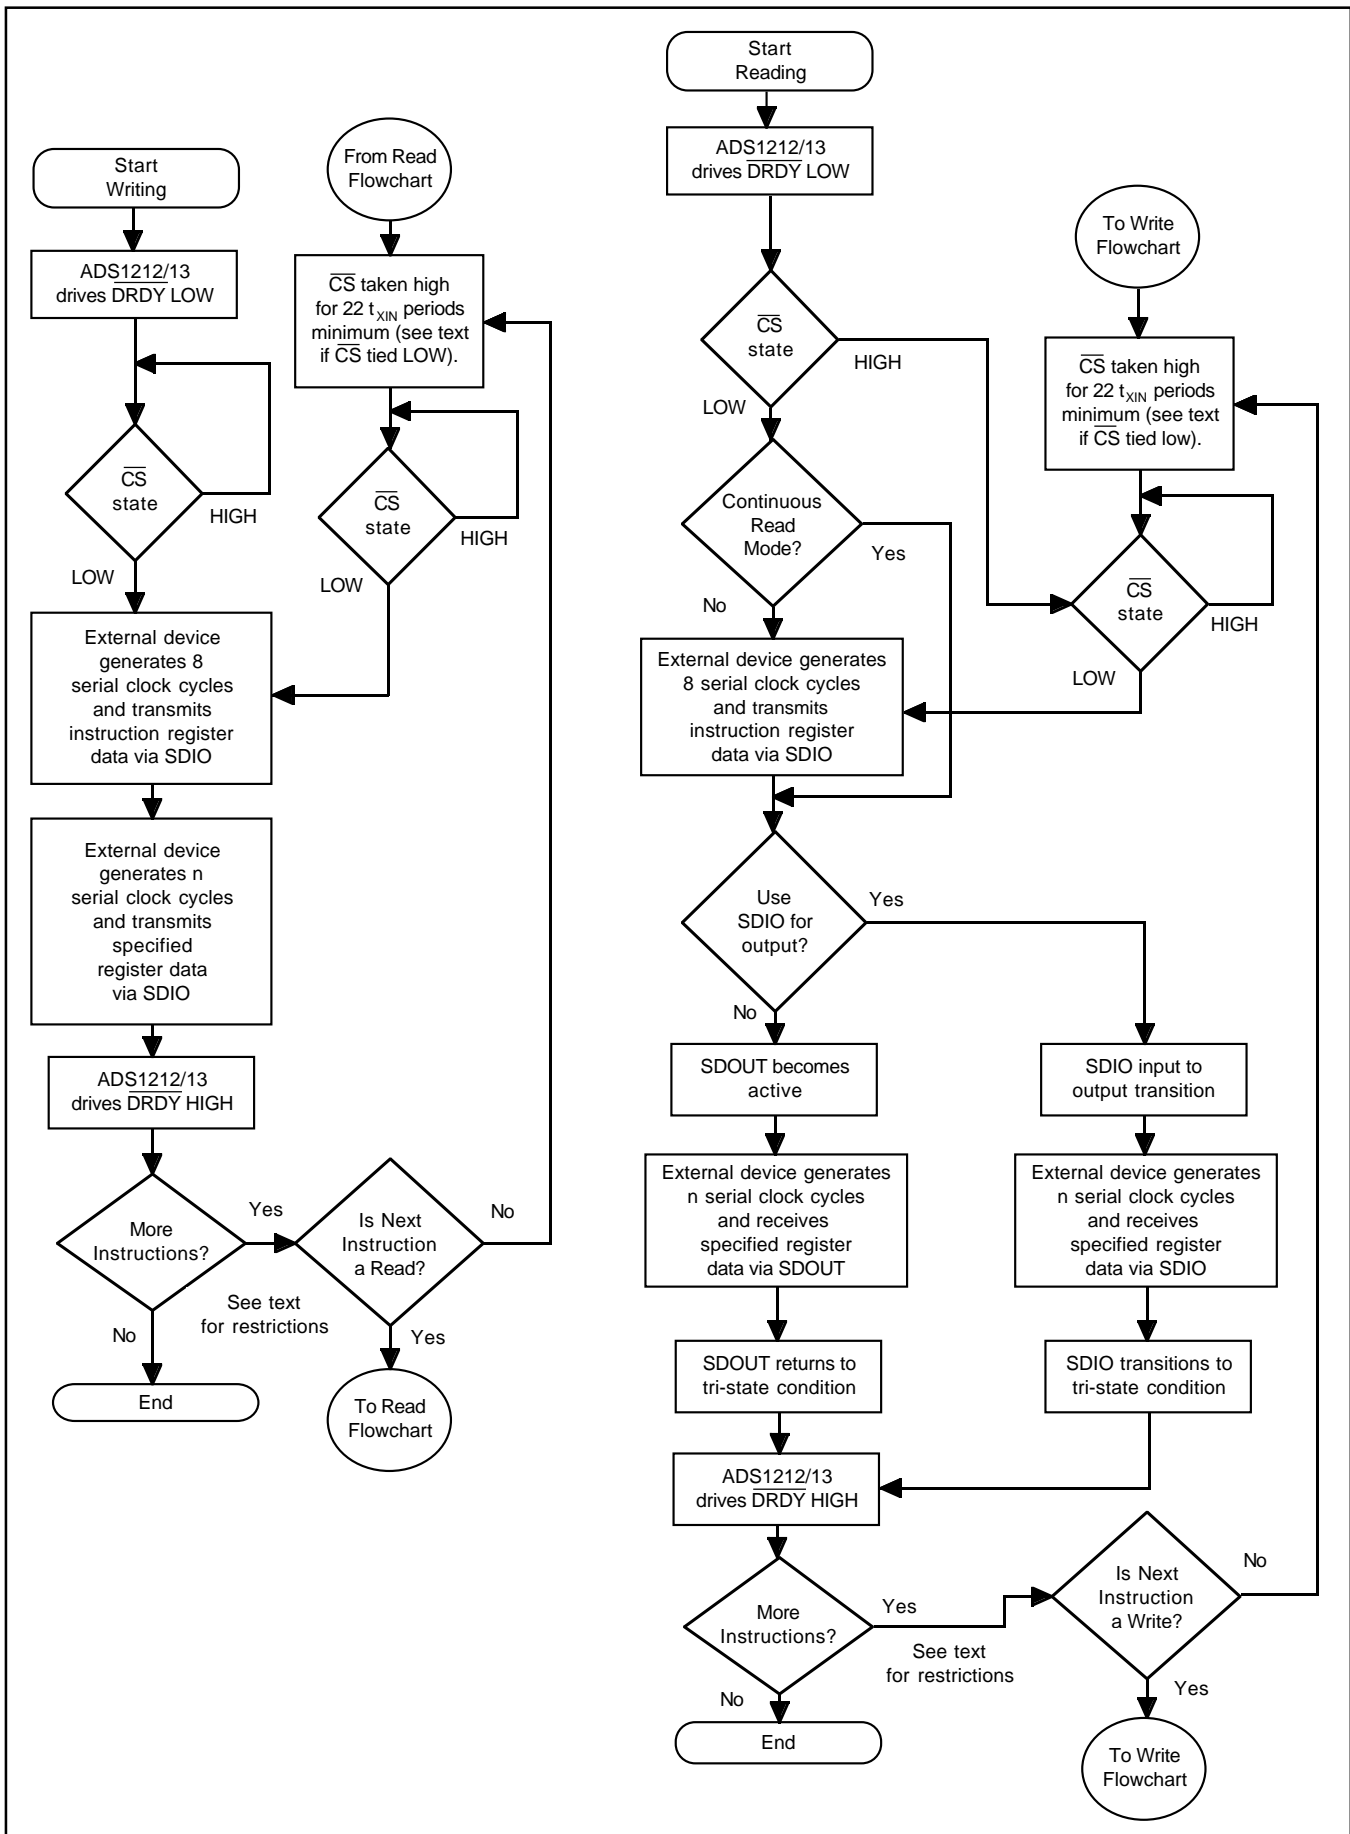 Start
Writing
ADS1212/13
drives DRDY LOW
CS
state
HIGH
LOW
External device
generates 8
serial clock cycles
and transmits
instruction register
data via SDIO
External device
generates n
serial clock cycles
and transmits
specified
register data
via SDIO
ADS1212/13
drives DRDY HIGH
More
Instructions?
Yes
No
See text
for restrictions
End
From Read
Flowchart
CS taken high
for 22 tXIN periods
minimum (see text
if CS tied LOW).
CS
state
HIGH
LOW
Is Next
Instruction
a Read?
No
Yes
To Read
Flowchart
Start
Reading
ADS1212/13
drives DRDY LOW
CS
state
HIGH
LOW
Continuous
Read
Mode?
Yes
No
External device generates
8 serial clock cycles
and transmits
instruction register
data via SDIO
Use
SDIO for
output?
Yes
No
SDOUT becomes
active
External device generates
n serial clock cycles
and receives
specified register
data via SDOUT
SDOUT returns to
tri-state condition
ADS1212/13
drives DRDY HIGH
More
Instructions?
Yes
No
See text
for restrictions
End
To Write
Flowchart
CS taken high
for 22 tXIN periods
minimum (see text
if CS tied low).
CS
state
HIGH
LOW
SDIO input to
output transition
External device generates
n serial clock cycles
and receives
specified register
data via SDIO
SDIO transitions to
tri-state condition
Is Next
Instruction
a Write?
No
Yes
To Write
Flowchart